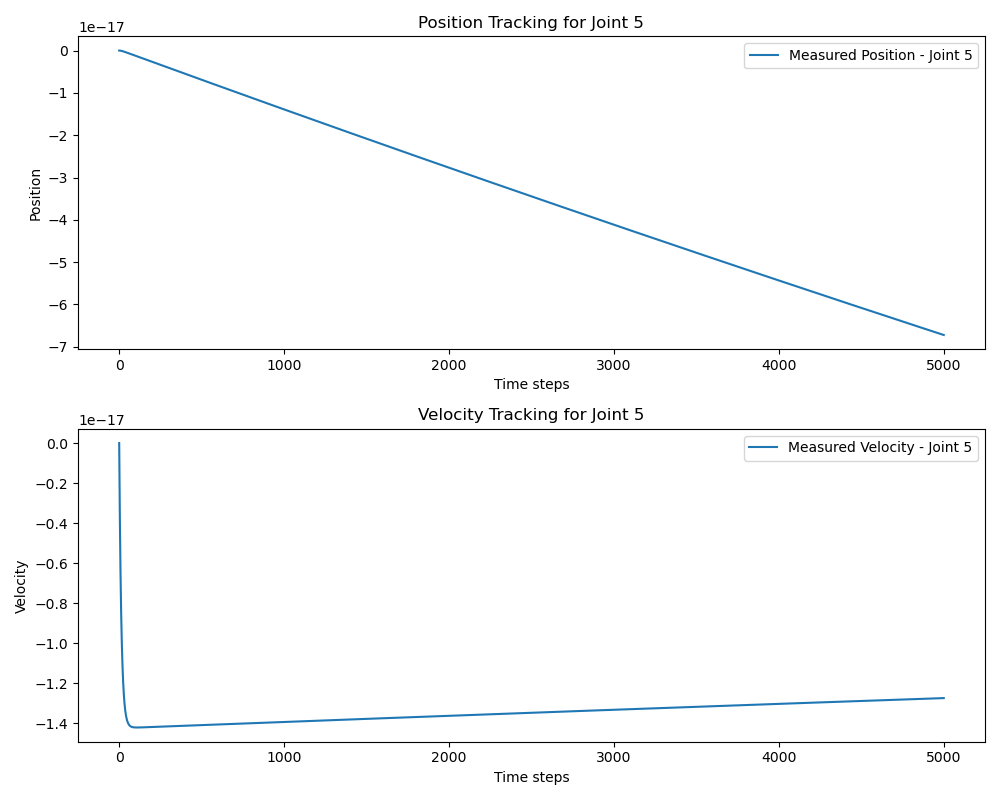 Position Tracking for Joint 5
1e−17
Measured Position - Joint 5
0
−1
−2
−3
−4
−5
−6
−7
Position
0
1000
2000
3000
4000
5000
Time steps
Velocity Tracking for Joint 5
1e−17
Measured Velocity - Joint 5
0.0
−0.2
−0.4
−0.6
−0.8
−1.0
−1.2
−1.4
Velocity
0
1000
2000
3000
4000
5000
Time steps